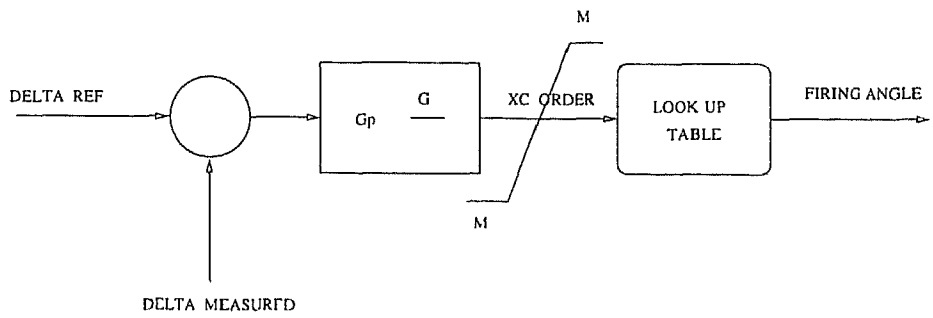 M
DELTA REF
G
Gp
XC ORDER
LOOK UP
TABLE
FIRING ANGLE
M
DELTA MEASURED